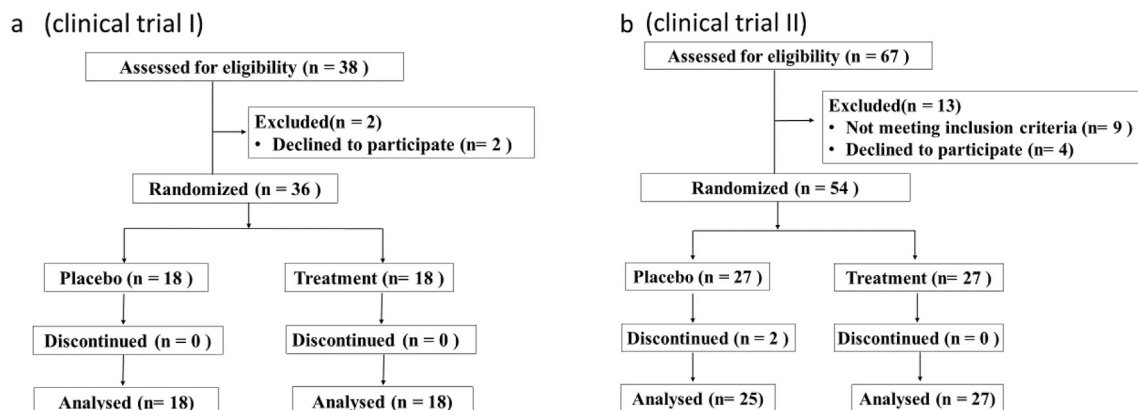 a (clinical trial I)
Assessed for eligibility (n = 38 )
Excluded(n = 2)
• Declined to participate (n= 2 )
Randomized (n = 36 )
Placebo (n = 18 )
Treatment (n= 18 )
Discontinued (n = 0 )
Discontinued (n = 0 )
Analysed (n= 18)
Analysed (n= 18)
b (clinical trial II)
Assessed for eligibility (n = 67 )
Excluded(n = 13)
• Not meeting inclusion criteria (n= 9 )
• Declined to participate (n= 4)
Randomized (n = 54 )
Placebo (n = 27 )
Treatment (n= 27 )
Discontinued (n = 2 )
Discontinued (n = 0 )
Analysed (n= 25)
Analysed (n= 27)